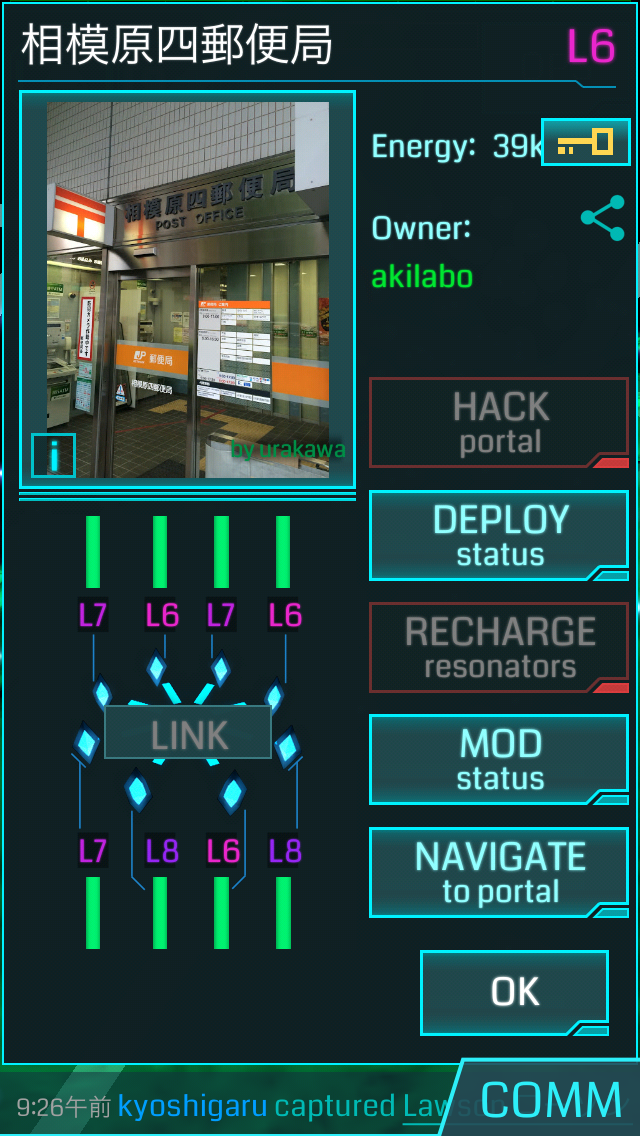 相模原四郵便局
L6
Energy: 39k
Owner:
akilabo
相模原四郵便局
POST OFFICE
郵便局
相模原四郵便局
by urakawa
i
HACK
portal
DEPLOY
status
RECHARGE
resonators
MOD
status
NAVIGATE
to portal
OK
L7 L6 L7 L6
LINK
L7 L8 L6 L8
9:26午前 kyoshigaru captured Lawson
COMM